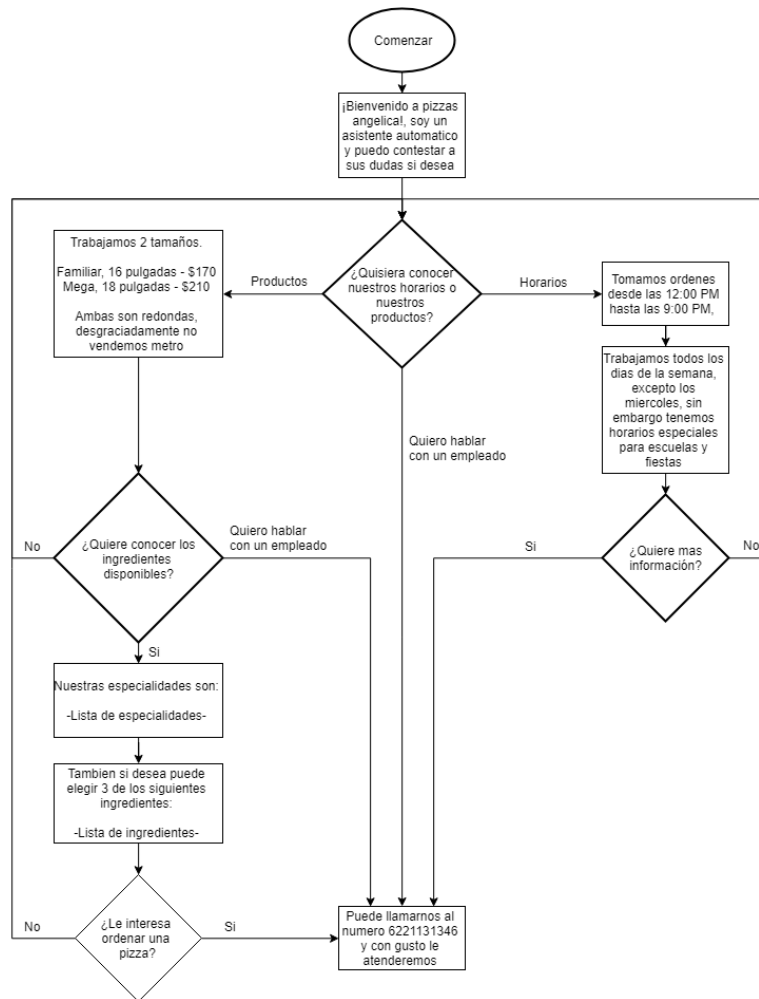 Comenzar
¡Bienvenido a pizzas
angelica!, soy un
asistente automatico
y puedo contestar a
sus dudas si desea
Trabajamos 2 tamaños.
Familiar, 16 pulgadas - $170
Mega, 18 pulgadas - $210
Ambas son redondas,
desgraciadamente no
vendemos metro
Productos
¿Quisiera conocer
nuestros horarios o
nuestros
productos?
Horarios
Tomamos ordenes
desde las 12:00 PM
hasta las 9:00 PM,
Trabajamos todos los
dias de la semana,
excepto los
miercoles, sin
embargo tenemos
horarios especiales
para escuelas y
fiestas
Quiero hablar
con un empleado
No
¿Quiere conocer los
ingredientes
disponibles?
Quiero hablar
con un empleado
Si
¿Quiere mas
información?
No
Si
Nuestras especialidades son:
-Lista de especialidades-
Tambien si desea puede
elegir 3 de los siguientes
ingredientes:
-Lista de ingredientes-
No
¿Le interesa
ordenar una
pizza?
Si
Puede llamarnos al
numero 6221131346
y con gusto le
atenderemos